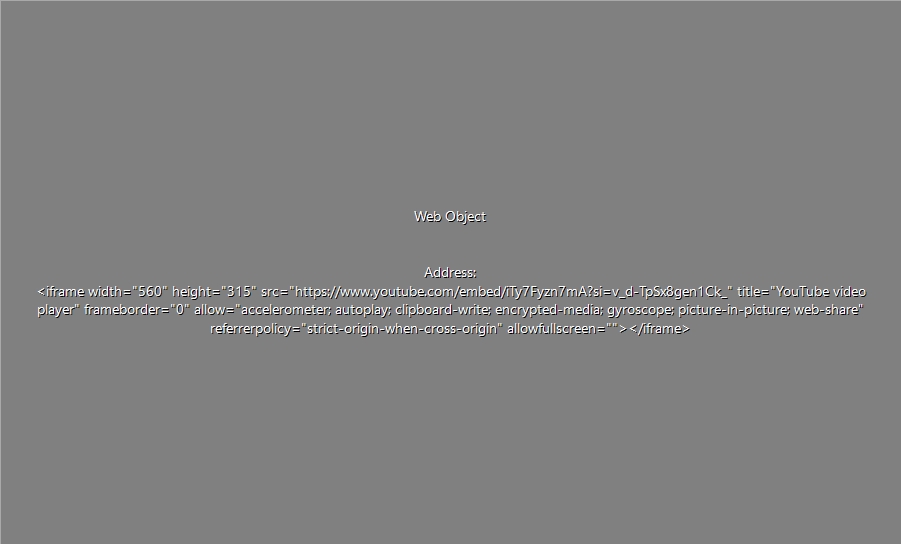 Web Object
Address:
<iframe width="560" height="315" src="https://www.youtube.com/embed/iTy7Fyzn7mA?si=v_d-TpSx8gen1Ck_" title="YouTube video
player" frameborder="0" allow="accelerometer; autoplay; clipboard-write; encrypted-media; gyroscope; picture-in-picture; web-share"
referrerpolicy="strict-origin-when-cross-origin" allowfullscreen=""></iframe>